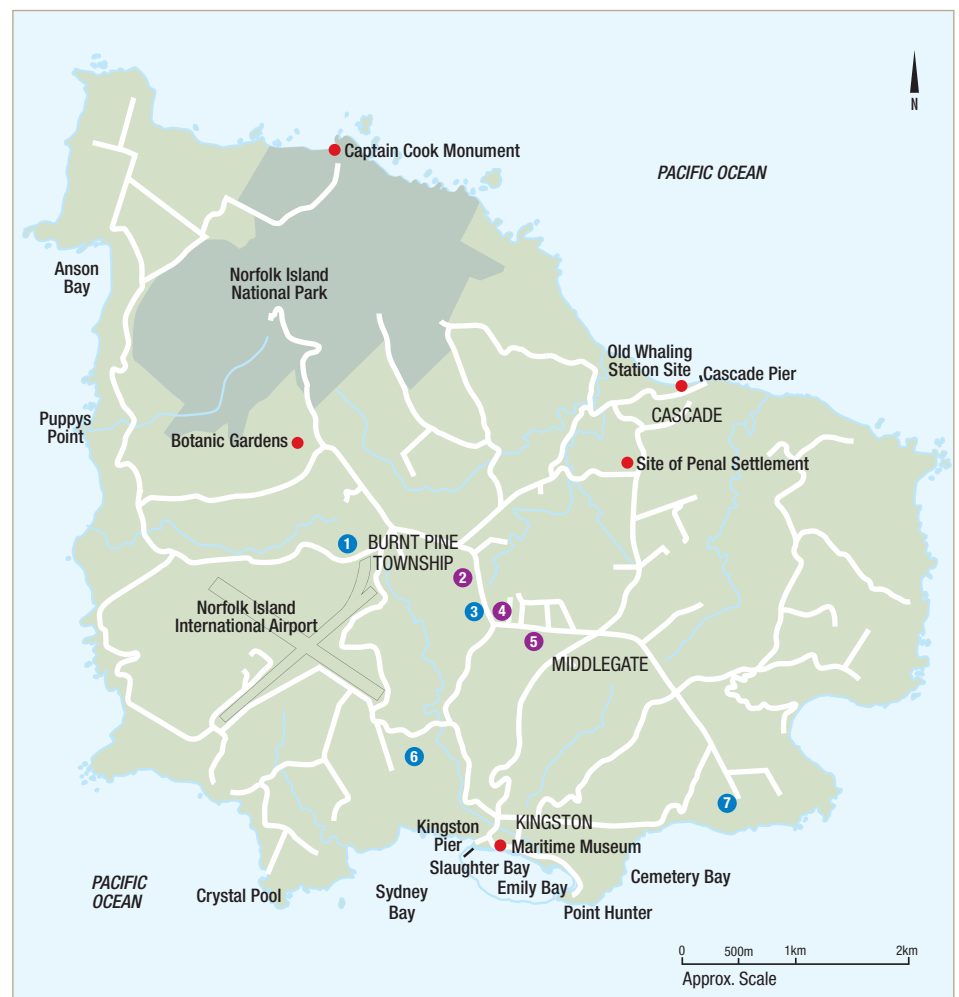 N
Captain Cook Monument
PACIFIC OCEAN
Anson
Bay
Norfolk Island
National Park
Old Whaling
Station Site
Cascade Pier
CASCADE
Puppys
Point
Botanic Gardens
Site of Penal Settlement
1
BURNT PINE
TOWNSHIP
2
3
4
Norfolk Island
International Airport
5
MIDDLEGATE
6
7
Kingston
Pier
KINGSTON
Maritime Museum
Slaughter Bay
Emily Bay
Cemetery Bay
PACIFIC
OCEAN
Crystal Pool
Sydney
Bay
Point Hunter
0 500m 1km 2km
Approx. Scale